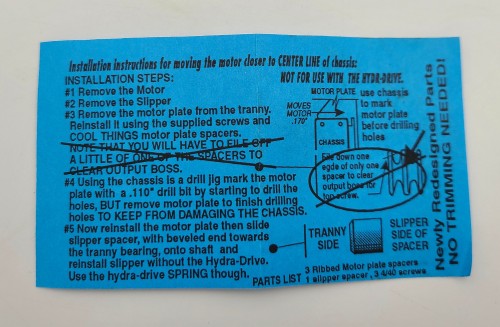 Installation instructions for moving the motor closer to CENTER LINE of chassis:
INSTALLATION STEPS:
NOT FOR USE WITH THE HYDR-DRIVE.
#1 Remove the Motor
#2 Remove the Slipper
#3 Remove the motor plate from the tranny.
Reinstall it using the supplied screws and
COOL THINGS motor plate spacers.
NOTE THAT YOU WILL HAVE TO FILE OFF
A LITTLE OF ONE OF THE SPACERS TO
CLEAR OUTPUT BOSS.
#4 Using the chassis is a drill jig mark the motor
plate with a .110" drill bit by starting to drill the
holes, BUT remove motor plate to finish drilling
holes TO KEEP FROM DAMAGING THE CHASSIS.
#5 Now reinstall the motor plate then slide
slipper spacer, with beveled end towards
the tranny bearing, onto shaft and
reinstall slipper without the Hydra-Drive.
Use the hydra-drive SPRING though.
MOTOR PLATE
MOVES
MOTOR
.170"
CHASSIS
use chassis
to mark
motor plate
before drilling
holes
File down one
egde of only one
spacer to clear
output boss for
top screw.
TRANNY
SIDE
SLIPPER
SIDE OF
SPACER
PARTS LIST
3 Ribbed Motor plate spacers
1 slipper spacer, 3 4/40 screws
Newly Redesigned Parts
NO TRIMMING NEEDED!